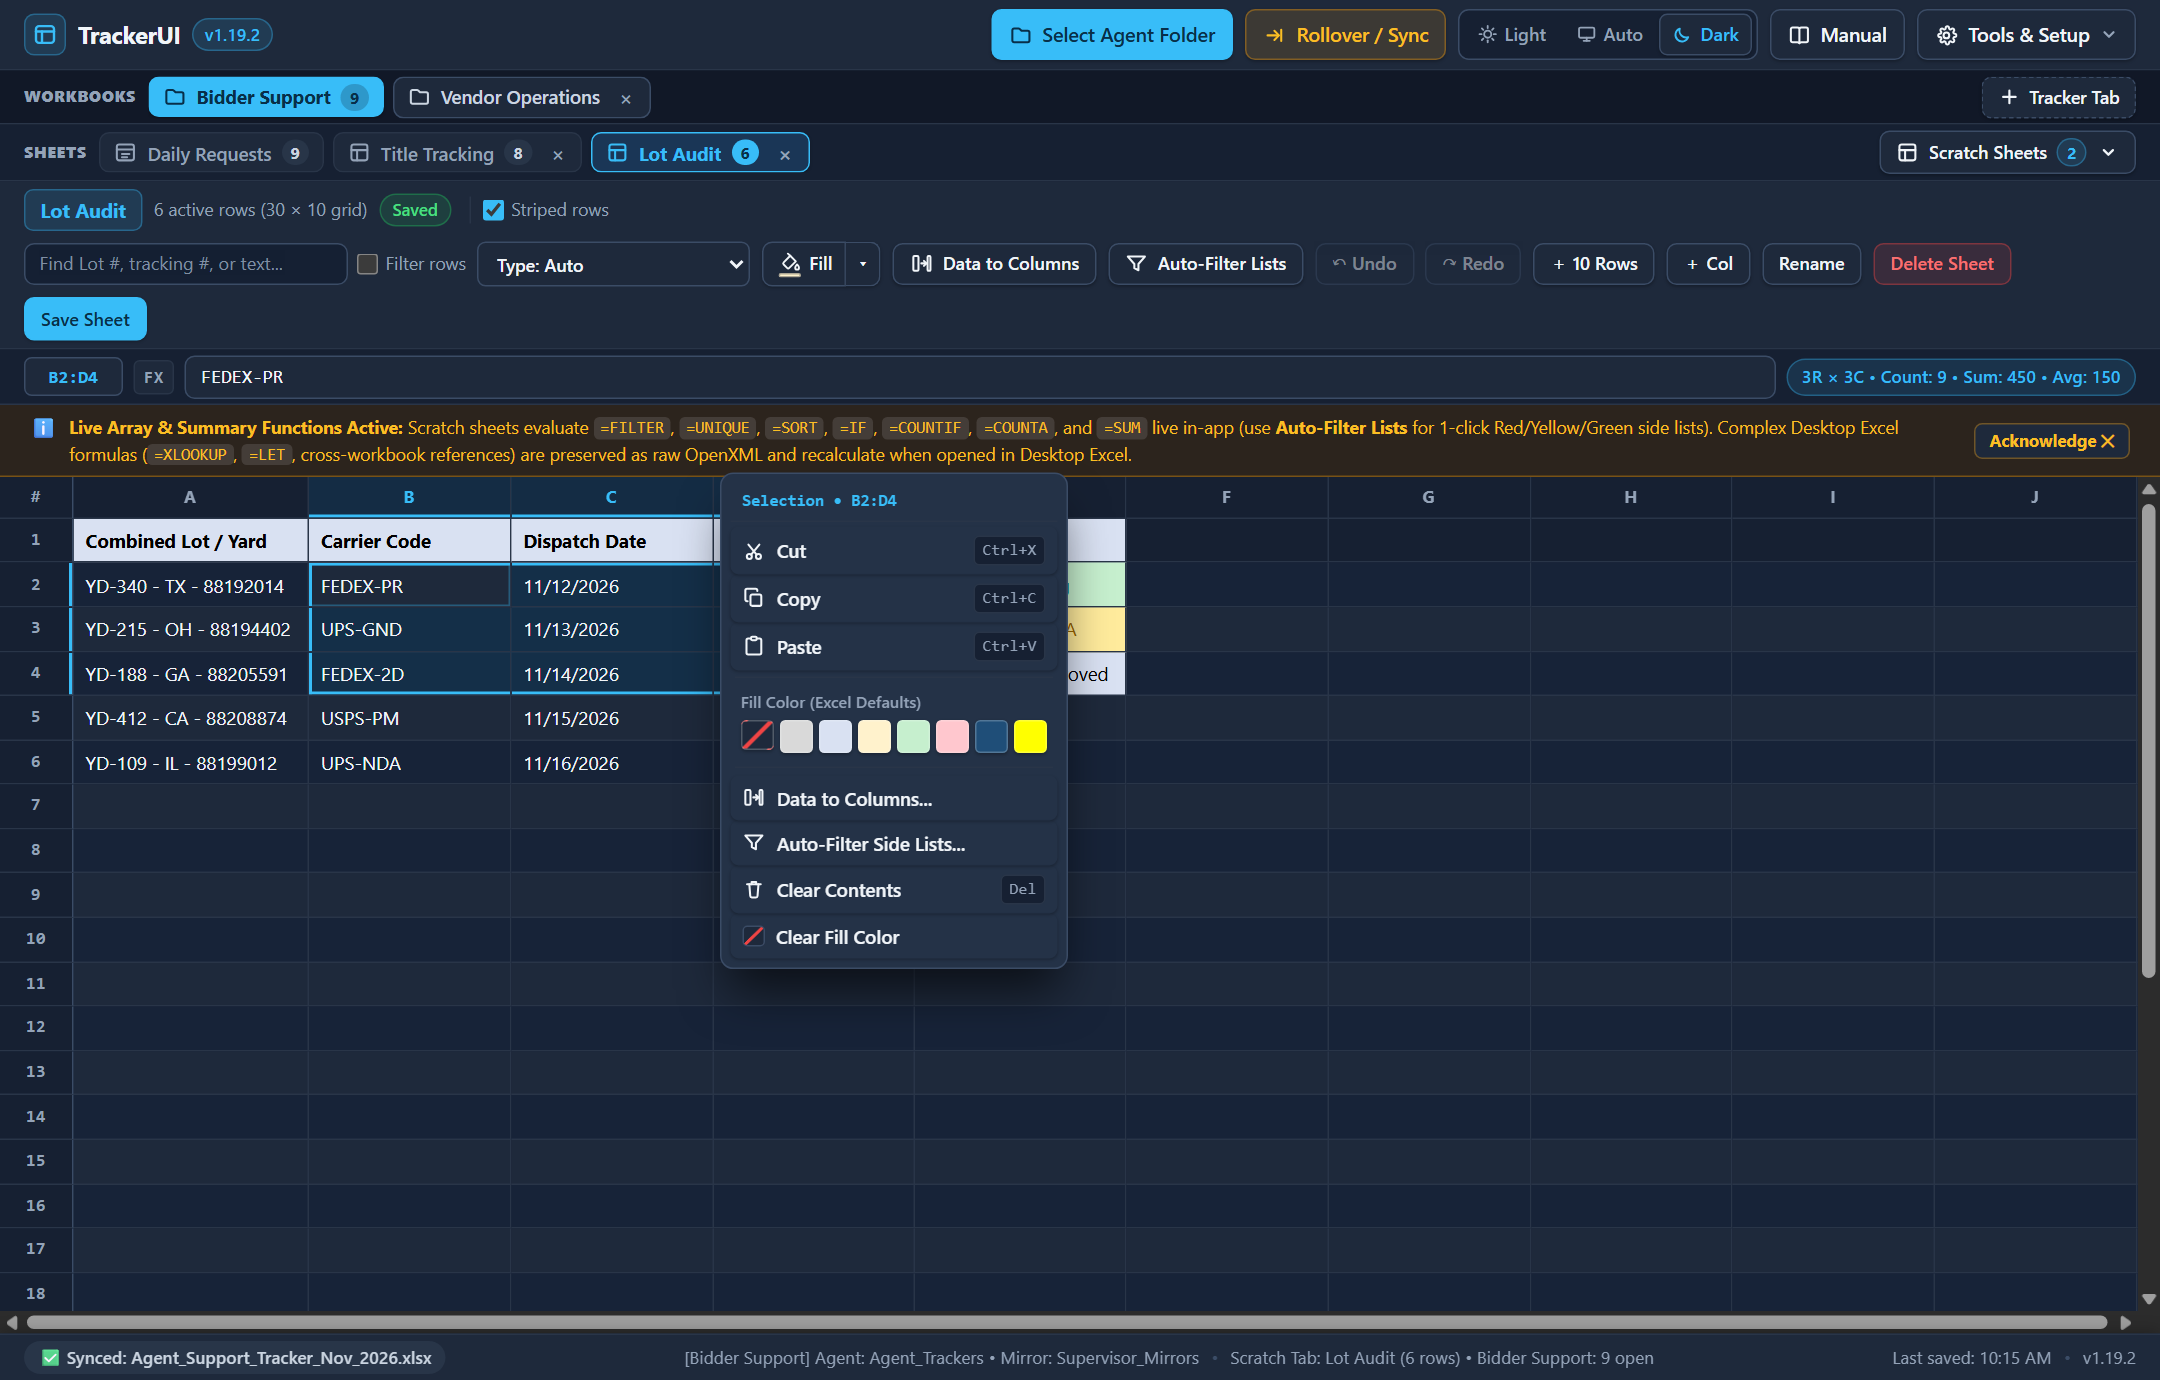 TrackerUI v1.19.2 Select Agent Folder Rollover / Sync Light Auto Dark Manual Tools & Setup
WORKBOOKS Bidder Support 9 Vendor Operations × + Tracker Tab
SHEETS Daily Requests 9 Title Tracking 8 × Lot Audit 6 × Scratch Sheets 2
Lot Audit 6 active rows (30 × 10 grid) Saved Striped rows
Find Lot #, tracking #, or text... Filter rows Type: Auto Fill Data to Columns Auto-Filter Lists ↶ Undo ↷ Redo + 10 Rows + Col Rename Delete Sheet
Save Sheet
B2:D4 FX FEDEX-PR 3R × 3C • Count: 9 • Sum: 450 • Avg: 150
Live Array & Summary Functions Active: Scratch sheets evaluate =FILTER, =UNIQUE, =SORT, =IF, =COUNTIF, =COUNTA, and =SUM live in-app (use Auto-Filter Lists for 1-click Red/Yellow/Green side lists). Complex Desktop Excel
formulas (=XLOOKUP, =LET, cross-workbook references) are preserved as raw OpenXML and recalculate when opened in Desktop Excel.
Acknowledge ✕
# A B C F G H I J
1 Combined Lot / Yard Carrier Code Dispatch Date
2 YD-340 - TX - 88192014 FEDEX-PR 11/12/2026
3 YD-215 - OH - 88194402 UPS-GND 11/13/2026 A
4 YD-188 - GA - 88205591 FEDEX-2D 11/14/2026 oved
5 YD-412 - CA - 88208874 USPS-PM 11/15/2026
6 YD-109 - IL - 88199012 UPS-NDA 11/16/2026
7
8
9
10
11
12
13
14
15
16
17
18
Selection • B2:D4
Cut Ctrl+X
Copy Ctrl+C
Paste Ctrl+V
Fill Color (Excel Defaults)
Data to Columns...
Auto-Filter Side Lists...
Clear Contents Del
Clear Fill Color
Synced: Agent_Support_Tracker_Nov_2026.xlsx [Bidder Support] Agent: Agent_Trackers • Mirror: Supervisor_Mirrors • Scratch Tab: Lot Audit (6 rows) • Bidder Support: 9 open Last saved: 10:15 AM • v1.19.2